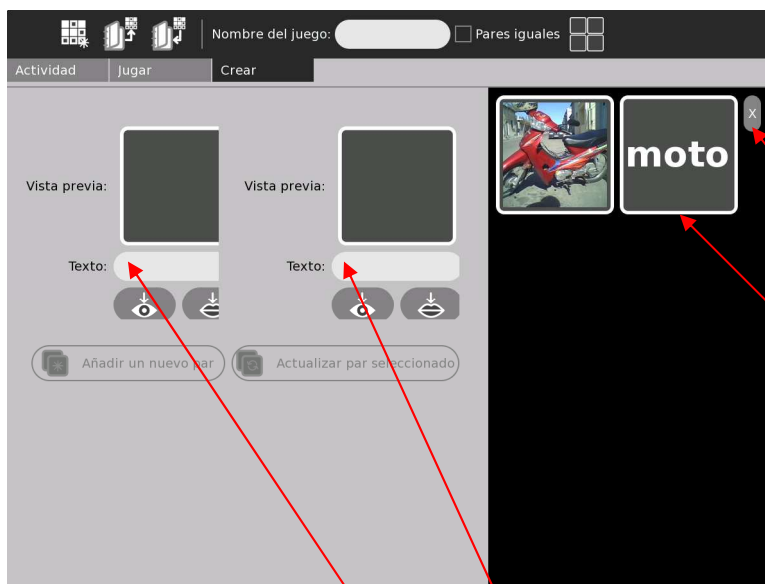 Nombre del juego: Pares iguales
Actividad Jugar Crear
Vista previa: Vista previa:
Texto: Texto:
Añadir un nuevo par Actualizar par seleccionado
moto
X